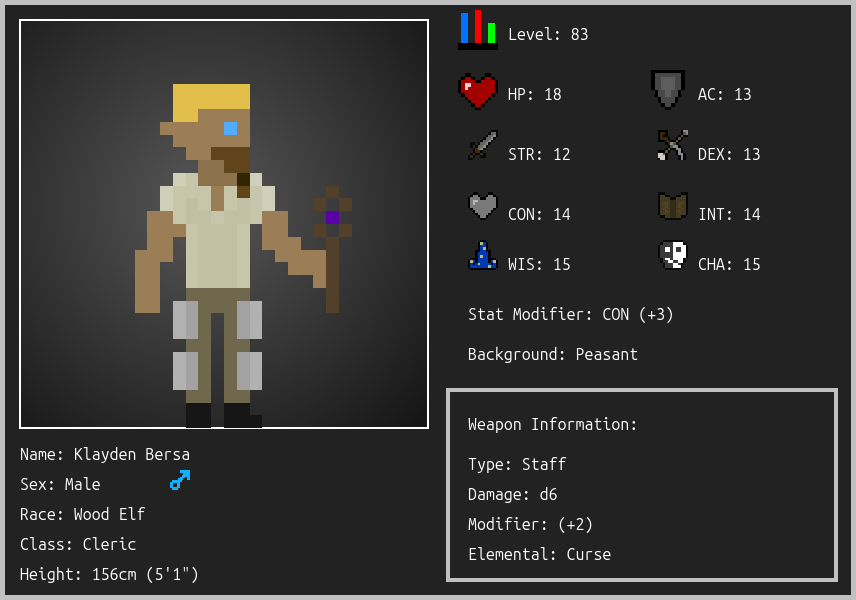 Level: 83
HP: 18
AC: 13
STR: 12
DEX: 13
CON: 14
INT: 14
WIS: 15
CHA: 15
Stat Modifier: CON (+3)
Background: Peasant
Weapon Information:
Type: Staff
Damage: d6
Modifier: (+2)
Elemental: Curse
Name: Klayden Bersa
Sex: Male
Race: Wood Elf
Class: Cleric
Height: 156cm (5'1")